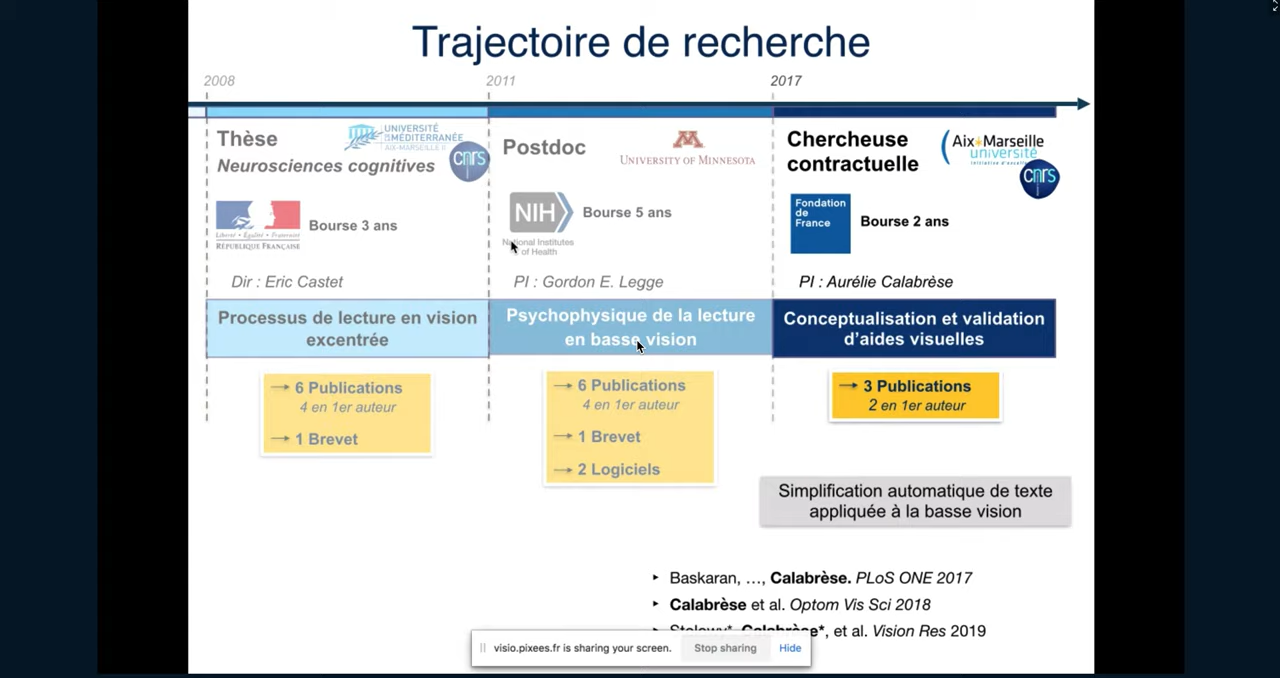 Trajectoire de recherche
2008
2011
2017
Thèse
Neurosciences cognitives
UNIVERSITÉ
DE LA MÉDITERRANÉE
AIX-MARSEILLE II
cnrs
Liberté • Égalité • Fraternité
RÉPUBLIQUE FRANÇAISE
Bourse 3 ans
Dir : Eric Castet
Processus de lecture en vision
excentrée
→ 6 Publications
4 en 1er auteur
→ 1 Brevet
Postdoc
M
UNIVERSITY OF MINNESOTA
NIH
National Institutes
of Health
Bourse 5 ans
PI : Gordon E. Legge
Psychophysique de la lecture
en basse vision
→ 6 Publications
4 en 1er auteur
→ 1 Brevet
→ 2 Logiciels
Chercheuse
contractuelle
Aix*Marseille
université
cnrs
Fondation
de
France
Bourse 2 ans
PI : Aurélie Calabrèse
Conceptualisation et validation
d’aides visuelles
→ 3 Publications
2 en 1er auteur
Simplification automatique de texte
appliquée à la basse vision
‣ Baskaran, …, Calabrèse. PLoS ONE 2017
‣ Calabrèse et al. Optom Vis Sci 2018
‣ Calabrèse*, et al. Vision Res 2019
visio.pixees.fr is sharing your screen.
Stop sharing
Hide